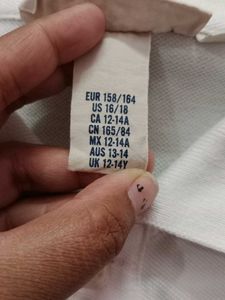 EUR 158/164
US 16/18
CA 12-14A
CN 165/84
MX 12-14A
AUS 13-14
UK 12-14Y